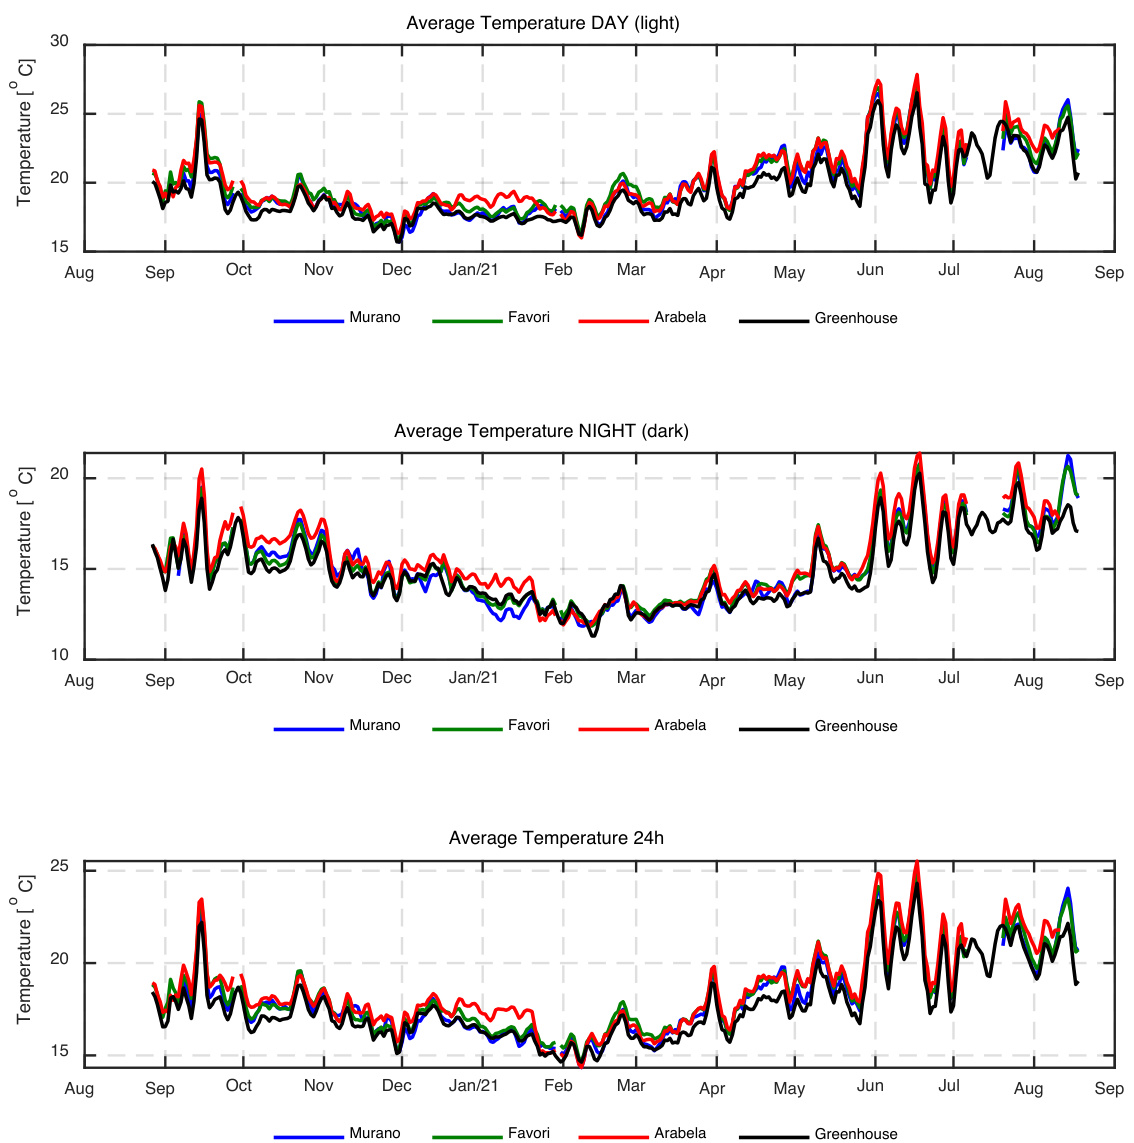 Average Temperature DAY (light)
Temperature [ ° C]
30
25
20
15
Aug Sep Oct Nov Dec Jan/21 Feb Mar Apr May Jun Jul Aug Sep
Murano Favori Arabela Greenhouse
Average Temperature NIGHT (dark)
Temperature [ ° C]
20
15
10
Aug Sep Oct Nov Dec Jan/21 Feb Mar Apr May Jun Jul Aug Sep
Murano Favori Arabela Greenhouse
Average Temperature 24h
Temperature [ ° C]
25
20
15
Aug Sep Oct Nov Dec Jan/21 Feb Mar Apr May Jun Jul Aug Sep
Murano Favori Arabela Greenhouse